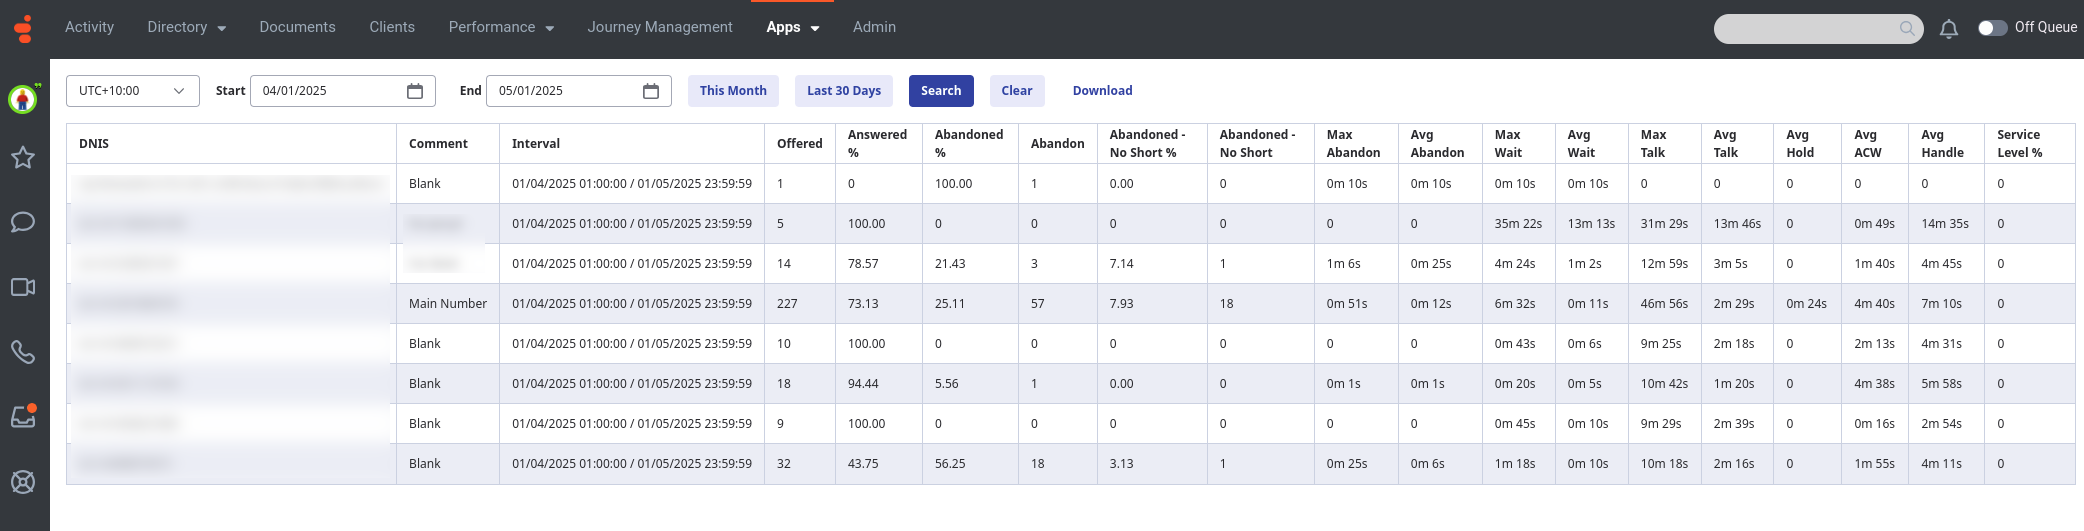 Activity Directory Documents Clients Performance Journey Management Apps Admin Off Queue
UTC+10:00 Start 04/01/2025 End 05/01/2025 This Month Last 30 Days Search Clear Download
DNIS Comment Interval Offered Answered % Abandoned % Abandon Abandoned - No Short % Abandoned - No Short Max Abandon Avg Abandon Max Wait Avg Wait Max Talk Avg Talk Avg Hold Avg ACW Avg Handle Service Level %
Blank 01/04/2025 01:00:00 / 01/05/2025 23:59:59 1 0 100.00 1 0.00 0 0m 10s 0m 10s 0m 10s 0m 10s 0 0 0 0 0 0
01/04/2025 01:00:00 / 01/05/2025 23:59:59 5 100.00 0 0 0 0 0 0 35m 22s 13m 13s 31m 29s 13m 46s 0 0m 49s 14m 35s 0
01/04/2025 01:00:00 / 01/05/2025 23:59:59 14 78.57 21.43 3 7.14 1 1m 6s 0m 25s 4m 24s 1m 2s 12m 59s 3m 5s 0 1m 40s 4m 45s 0
Main Number 01/04/2025 01:00:00 / 01/05/2025 23:59:59 227 73.13 25.11 57 7.93 18 0m 51s 0m 12s 6m 32s 0m 11s 46m 56s 2m 29s 0m 24s 4m 40s 7m 10s 0
Blank 01/04/2025 01:00:00 / 01/05/2025 23:59:59 10 100.00 0 0 0 0 0 0 0m 43s 0m 6s 9m 25s 2m 18s 0 2m 13s 4m 31s 0
Blank 01/04/2025 01:00:00 / 01/05/2025 23:59:59 18 94.44 5.56 1 0.00 0 0m 1s 0m 1s 0m 20s 0m 5s 10m 42s 1m 20s 0 4m 38s 5m 58s 0
Blank 01/04/2025 01:00:00 / 01/05/2025 23:59:59 9 100.00 0 0 0 0 0 0 0m 45s 0m 10s 9m 29s 2m 39s 0 0m 16s 2m 54s 0
Blank 01/04/2025 01:00:00 / 01/05/2025 23:59:59 32 43.75 56.25 18 3.13 1 0m 25s 0m 6s 1m 18s 0m 10s 10m 18s 2m 16s 0 1m 55s 4m 11s 0